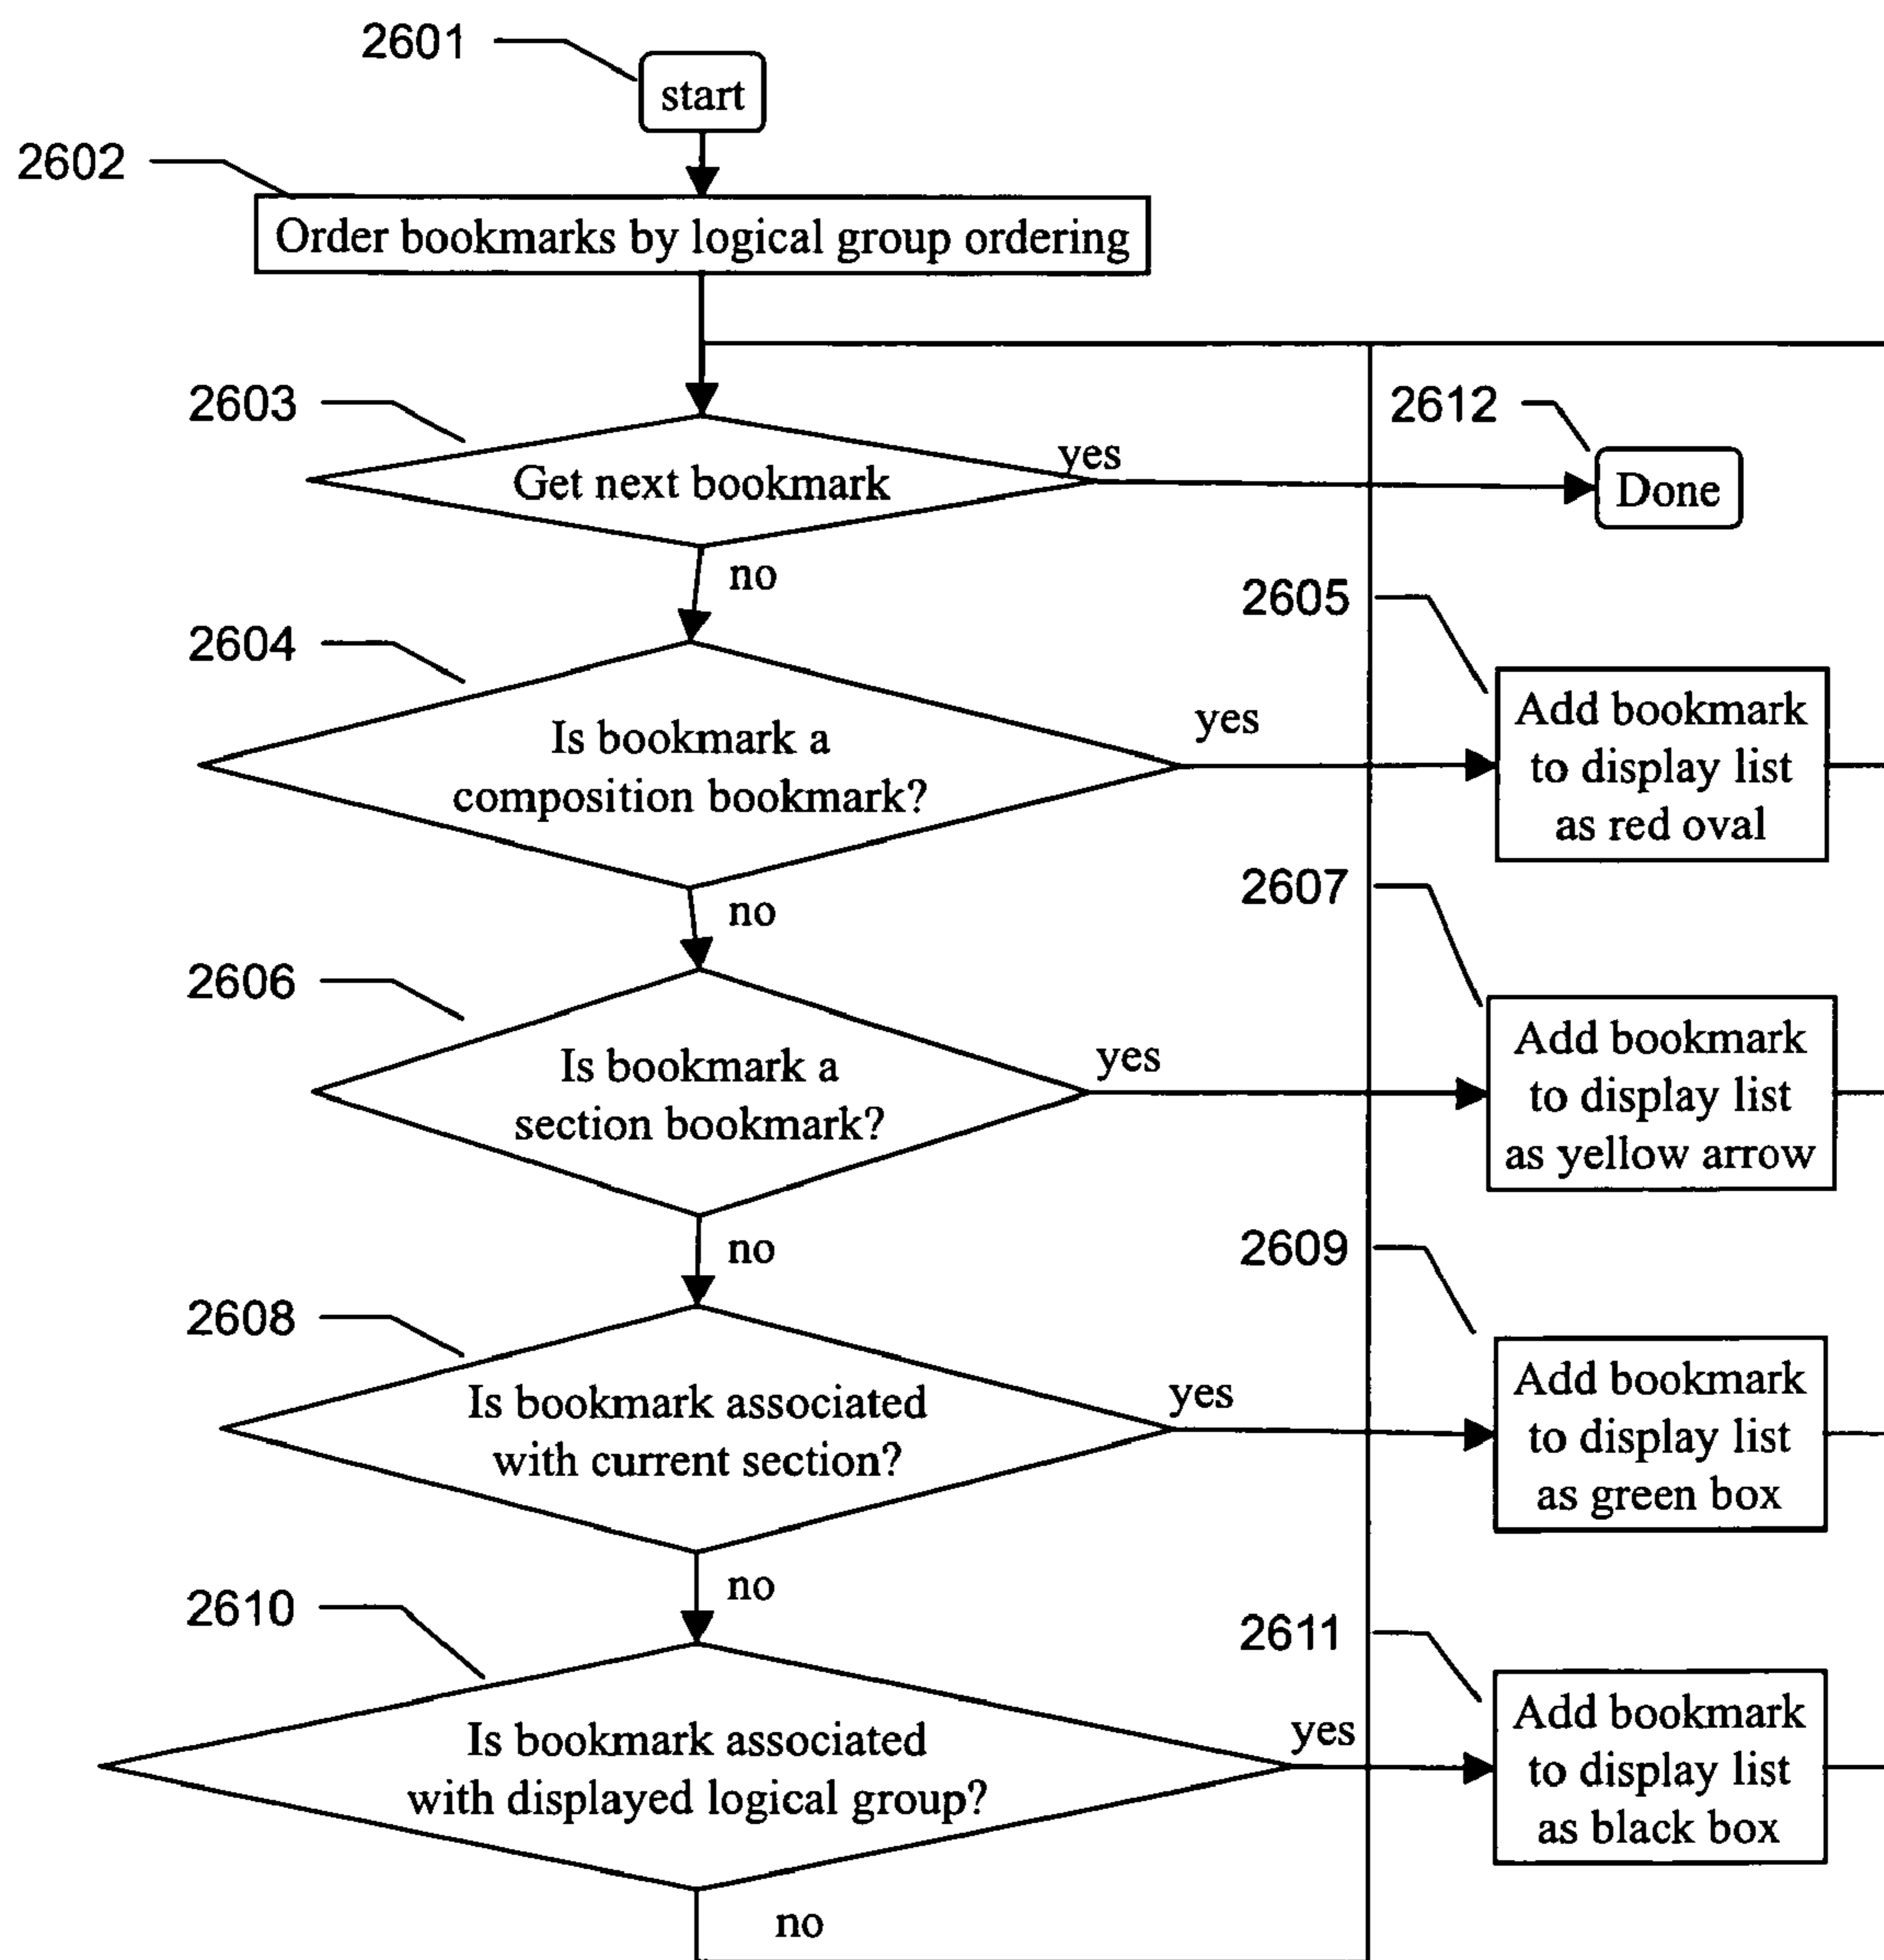 2601
start
2602
Order bookmarks by logical group ordering
2603
Get next bookmark
yes
2612
Done
no
2604
Is bookmark a
composition bookmark?
yes
2605
Add bookmark
to display list
as red oval
no
2606
Is bookmark a
section bookmark?
yes
2607
Add bookmark
to display list
as yellow arrow
no
2608
Is bookmark associated
with current section?
yes
2609
Add bookmark
to display list
as green box
no
2610
Is bookmark associated
with displayed logical group?
yes
2611
Add bookmark
to display list
as black box
no